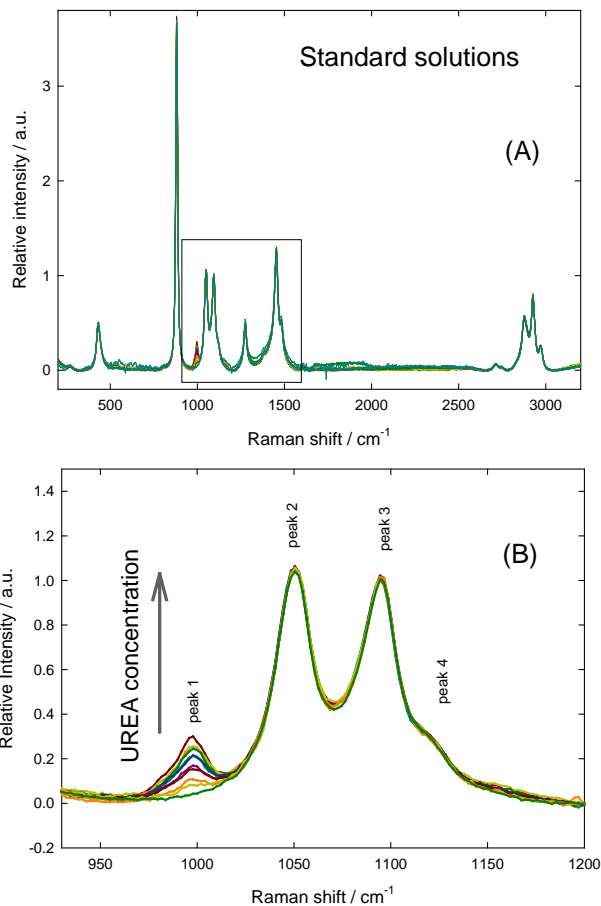 Standard solutions
(A)
Relative intensity / a.u.
3
2
1
0
500
1000
1500
2000
2500
3000
Raman shift / cm⁻¹
(B)
Relative Intensity / a.u.
1.4
1.2
1.0
0.8
0.6
0.4
0.2
0.0
-0.2
UREA concentration
peak 1
peak 2
peak 3
peak 4
950
1000
1050
1100
1150
1200
Raman shift / cm⁻¹